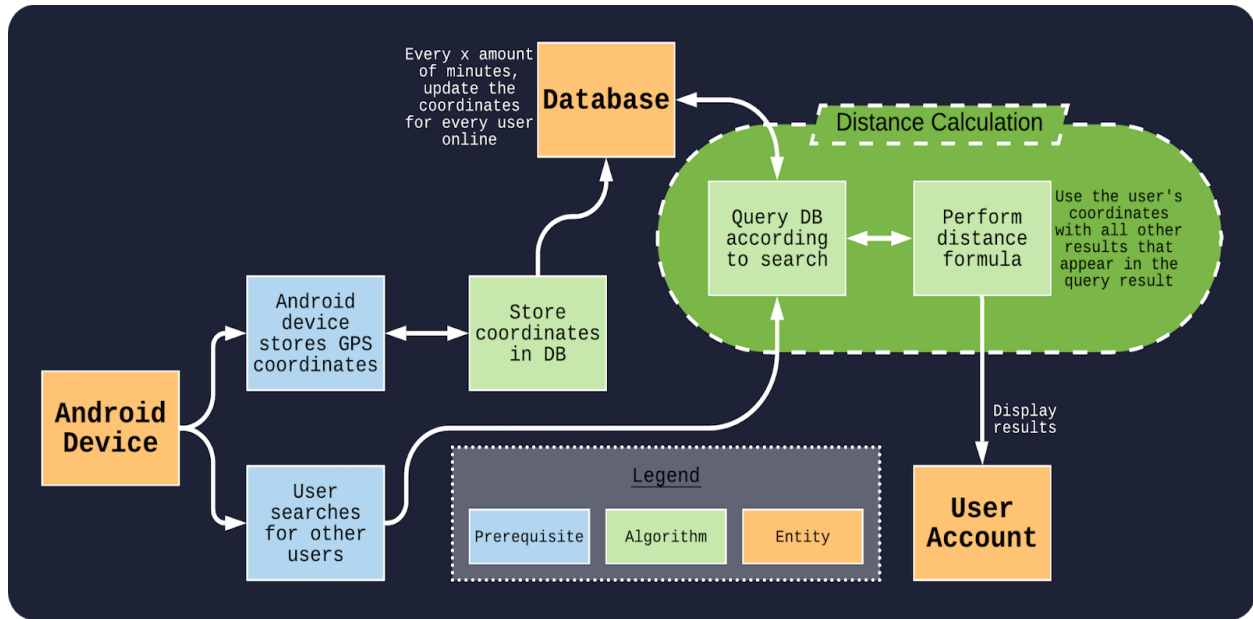 Every x amount
of minutes,
update the
coordinates
for every user
online
Database
Distance Calculation
Query DB
according
to search
Perform
distance
formula
Use the user's
coordinates
with all other
results that
appear in the
query result
Android
device
stores GPS
coordinates
Store
coordinates
in DB
Android
Device
Display
results
User
searches
for other
users
Legend
Prerequisite
Algorithm
Entity
User
Account